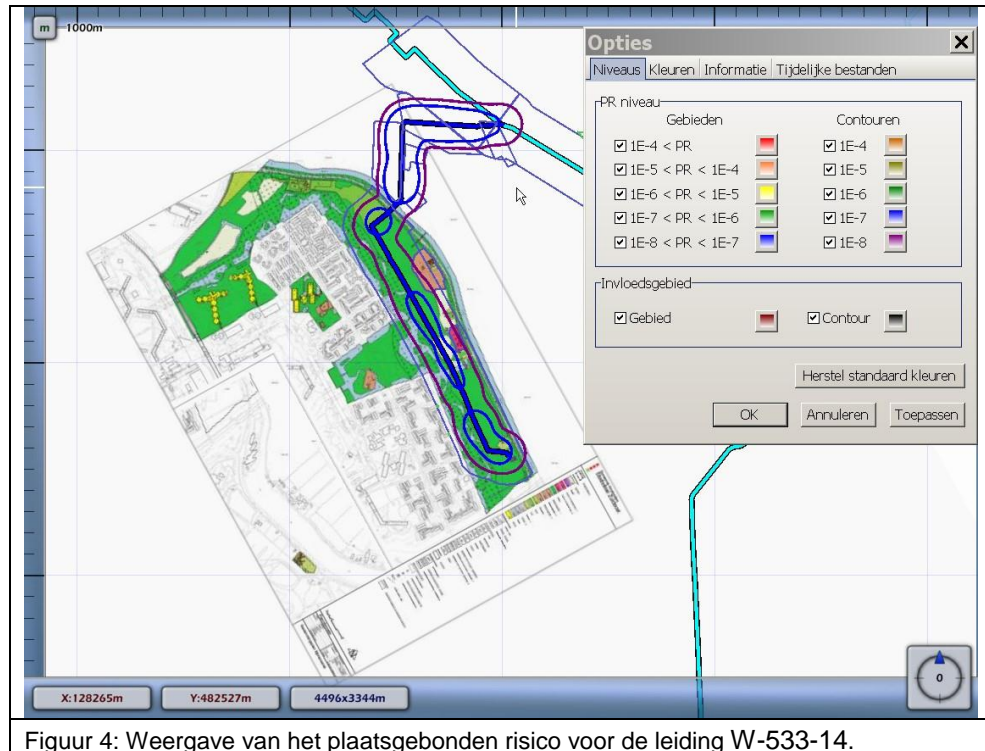 m
1000m
Opties
Niveaus Kleuren Informatie Tijdelijke bestanden
PR niveau
Gebieden Contouren
1E-4 < PR 1E-4
1E-5 < PR < 1E-4 1E-5
1E-6 < PR < 1E-5 1E-6
1E-7 < PR < 1E-6 1E-7
1E-8 < PR < 1E-7 1E-8
Invloedsgebied
Gebied Contour
Herstel standaard kleuren
OK Annuleren Toepassen
X:128265m Y:482527m 4496x3344m
0
Figuur 4: Weergave van het plaatsgebonden risico voor de leiding W-533-14.